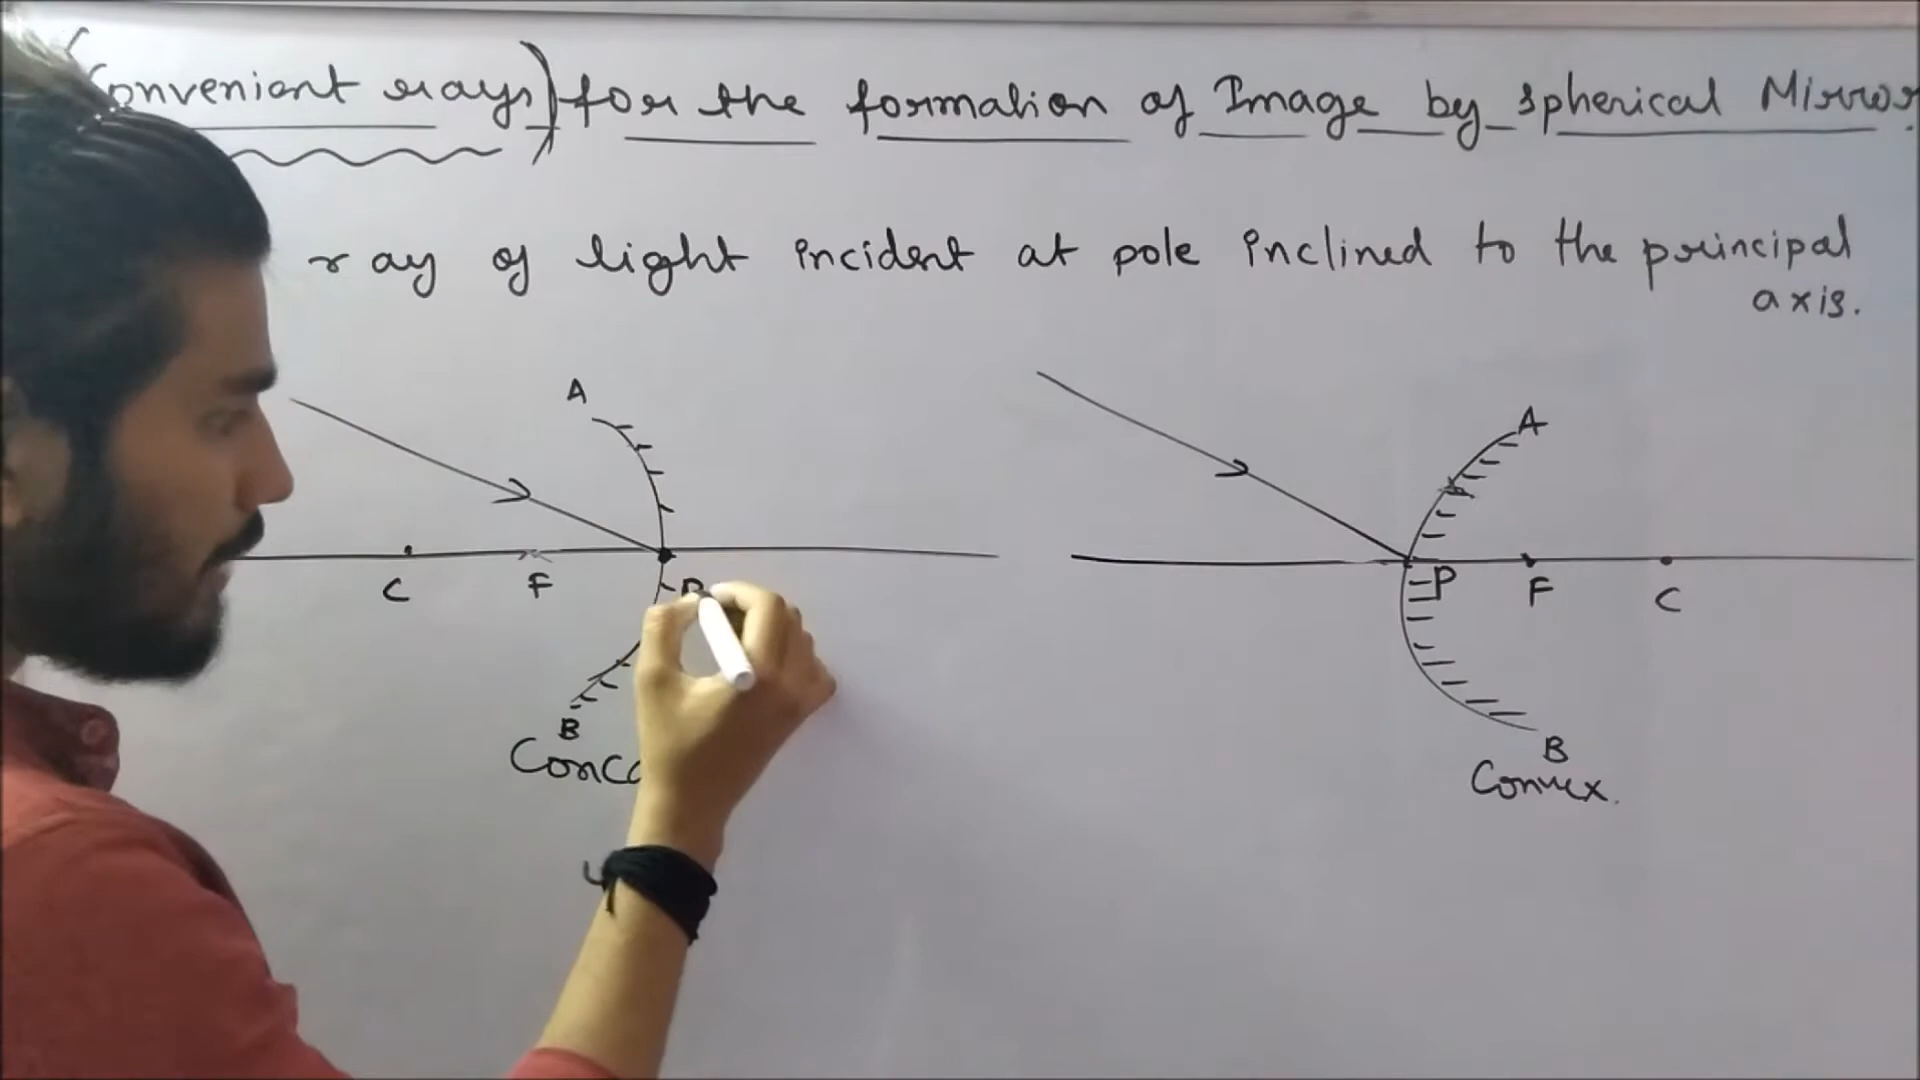 Convenient rays) for the formation of Image by spherical Mirror
ray of light incident at pole inclined to the principal
axis.
A
A
C
F
P
P
F
C
B
B
Convex.